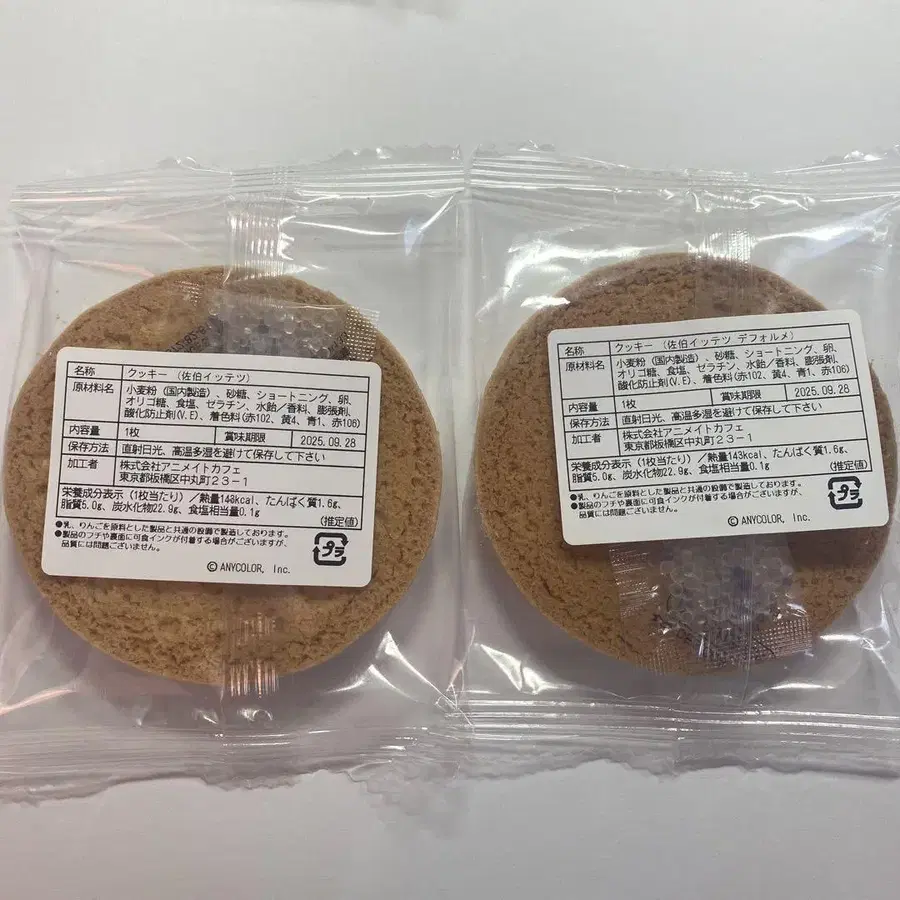 名称 クッキー (佐伯イッテツ)
原材料名 小麦粉(国内製造)、砂糖、ショートニング、卵、
オリゴ糖、食塩、ゼラチン、水飴/香料、膨張剤、
酸化防止剤(V.E)、着色料(赤102、黄4、青1、赤106)
内容量 1枚 賞味期限 2025.09.28
保存方法 直射日光、高温多湿を避けて保存して下さい
加工者 株式会社アニメイトカフェ
東京都板橋区中丸町23-1
栄養成分表示(1枚当たり)/熱量143kcal、たんぱく質1.6g、
脂質5.0g、炭水化物22.9g、食塩相当量0.1g
(推定値)
●乳、りんごを原料とした製品と共通の設備で製造しております。
●製品のフチや裏面に可食インクが付着する場合がございますが、
品質には問題ございません。
プラ
© ANYCOLOR, Inc.
名称 クッキー (佐伯イッテツ デフォルメ)
原材料名 小麦粉(国内製造)、砂糖、ショートニング、卵、
オリゴ糖、食塩、ゼラチン、水飴/香料、膨張剤、
酸化防止剤(V.E)、着色料(赤102、黄4、青1、赤106)
内容量 1枚 賞味期限 2025.09.28
保存方法 直射日光、高温多湿を避けて保存して下さい
加工者 株式会社アニメイトカフェ
東京都板橋区中丸町23-1
栄養成分表示(1枚当たり)/熱量143kcal、たんぱく質1.6g、
脂質5.0g、炭水化物22.9g、食塩相当量0.1g
(推定値)
●乳、りんごを原料とした製品と共通の設備で製造しております。
●製品のフチや裏面に可食インクが付着する場合がございますが、
品質には問題ございません。
プラ
© ANYCOLOR, Inc.